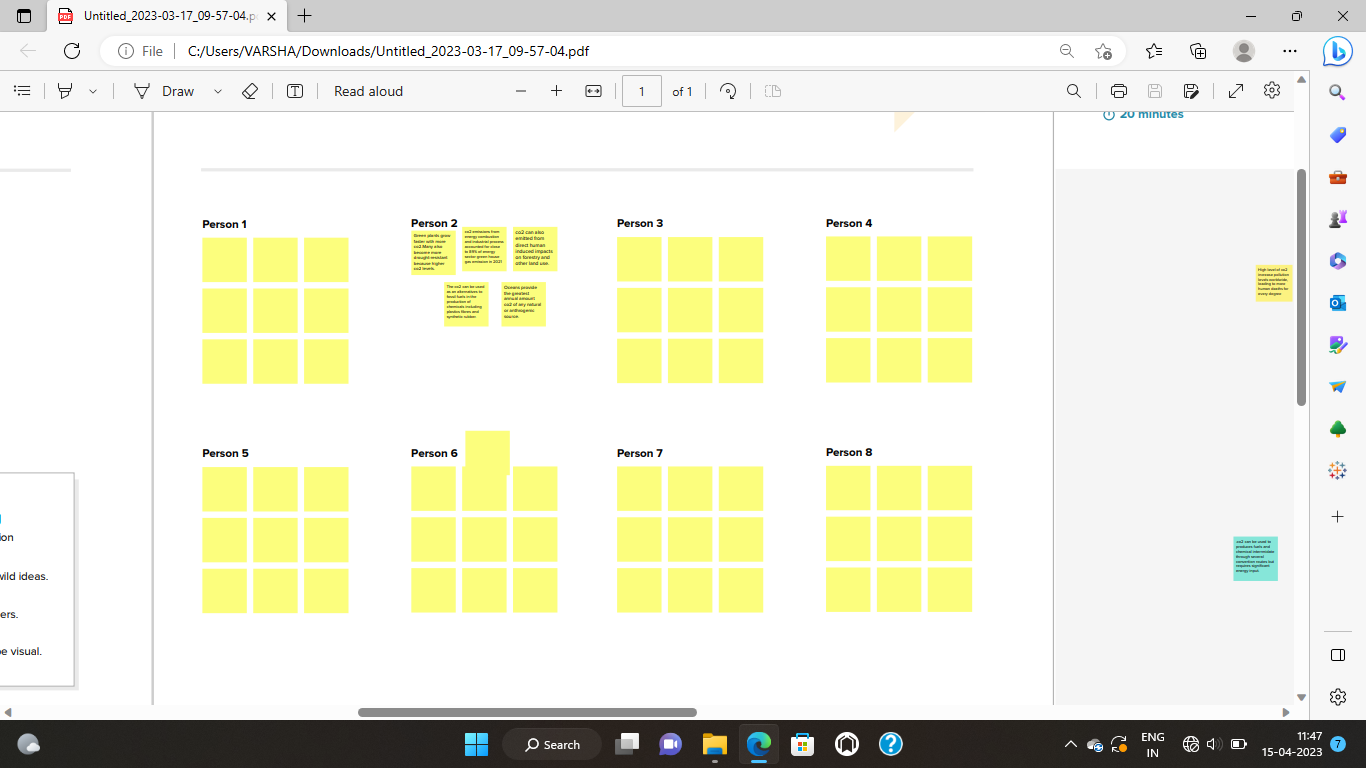 Untitled_2023-03-17_09-57-04.p
File
C:/Users/VARSHA/Downloads/Untitled_2023-03-17_09-57-04.pdf
Draw
Read aloud
1
of 1
20 minutes
Person 1
Person 2
Person 3
Person 4
Green plants grow
faster with more
co2 Many also
become more
drought-resistant
because higher
co2 levels.
co2 emissions from
energy combustion
and industrial process
accounted for close
to 89% of energy
sector green house
gas emission in 2021
co2 can also
emitted from
direct human
induced impacts
on forestry and
other land use.
The co2 can be used
as an alternatives to
fossil fuels in the
production of
chemicals including
plastics fibres and
synthetic rubber.
Oceans provide
the greatest
annual amount
co2 of any natural
or anthrogenic
source.
High level of co2
increase pollution
levels worldwide,
leading to more
human deaths for
every degree
Person 5
Person 6
Person 7
Person 8
ion
wild ideas.
ers.
be visual.
co2 can be used to
produces fuels and
chemical intermediate
through several
conversion routes but
requires significant
energy input
Search
ENG
IN
11:47
15-04-2023
7